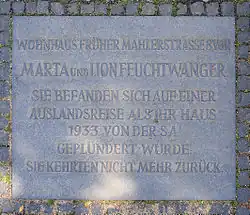 WOHNHAUS FRÜHER MAHLERSTRASSE 8 VON
MARTA UND LION FEUCHTWANGER
SIE BEFANDEN SICH AUF EINER
AUSLANDSREISE ALS IHR HAUS
1933 VON DER SA
GEPLÜNDERT WURDE.
SIE KEHRTEN NICHT MEHR ZURÜCK.